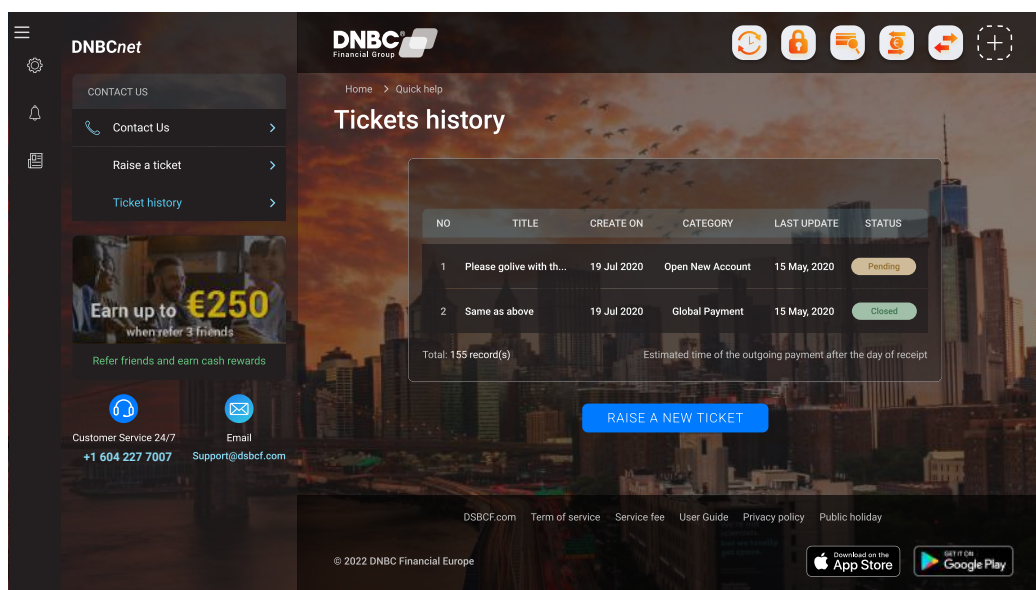 DNBCnet
CONTACT US
Contact Us
Raise a ticket
Ticket history
Earn up to €250
when refer 3 friends
Refer friends and earn cash rewards
Customer Service 24/7
+1 604 227 7007
Email
Support@dsbcf.com
DNBC®
Financial Group
Home > Quick help
Tickets history
NO TITLE CREATE ON CATEGORY LAST UPDATE STATUS
1 Please golive with th... 19 Jul 2020 Open New Account 15 May, 2020 Pending
2 Same as above 19 Jul 2020 Global Payment 15 May, 2020 Closed
Total: 155 record(s) Estimated time of the outgoing payment after the day of receipt
RAISE A NEW TICKET
DSBCF.com Term of service Service fee User Guide Privacy policy Public holiday
© 2022 DNBC Financial Europe
Download on the
App Store
GET IT ON
Google Play